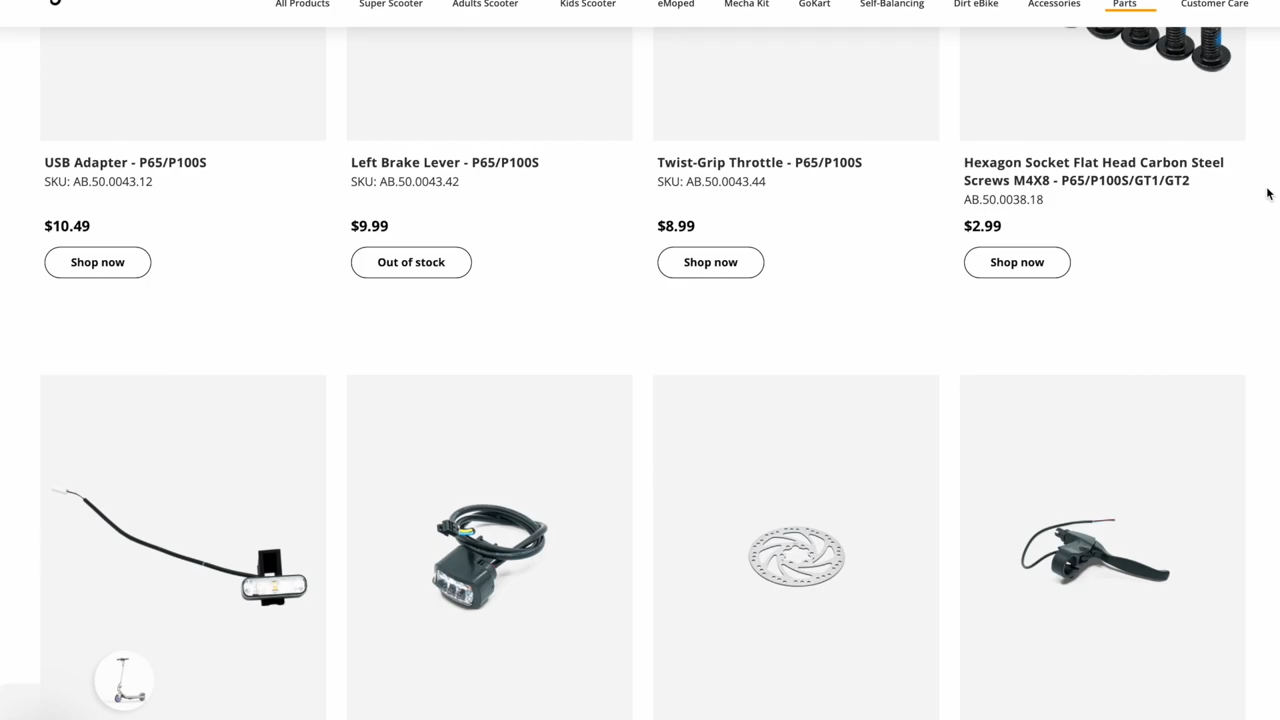 All Products Super Scooter Adults Scooter Kids Scooter eMoped Mecha Kit GoKart Self-Balancing Dirt eBike Accessories Parts Customer Care
USB Adapter - P65/P100S
SKU: AB.50.0043.12
$10.49
Shop now
Left Brake Lever - P65/P100S
SKU: AB.50.0043.42
$9.99
Out of stock
Twist-Grip Throttle - P65/P100S
SKU: AB.50.0043.44
$8.99
Shop now
Hexagon Socket Flat Head Carbon Steel
Screws M4X8 - P65/P100S/GT1/GT2
AB.50.0038.18
$2.99
Shop now